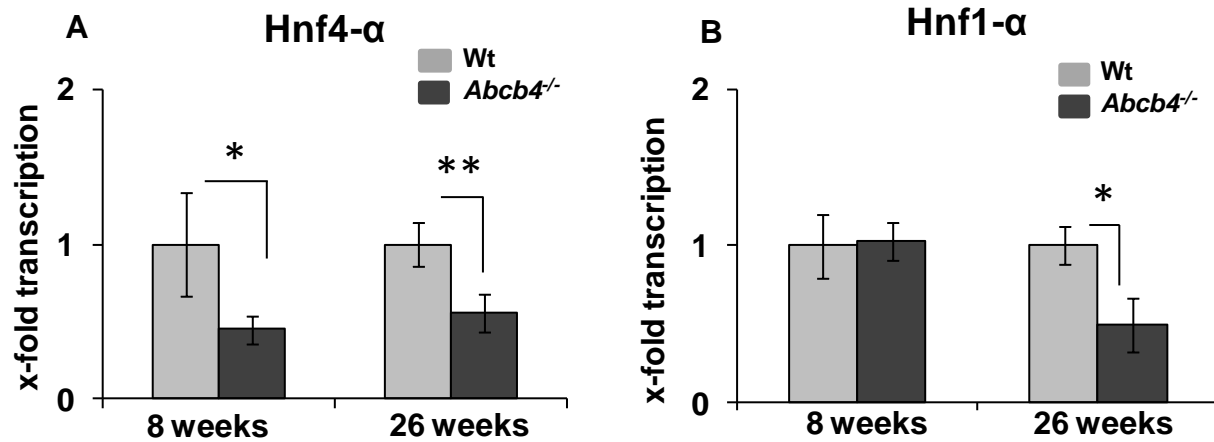 A
Hnf4-α
Wt
Abcb4-/-
x-fold transcription
2
1
0
*
**
8 weeks
26 weeks
B
Hnf1-α
Wt
Abcb4-/-
x-fold transcription
2
1
0
*
8 weeks
26 weeks